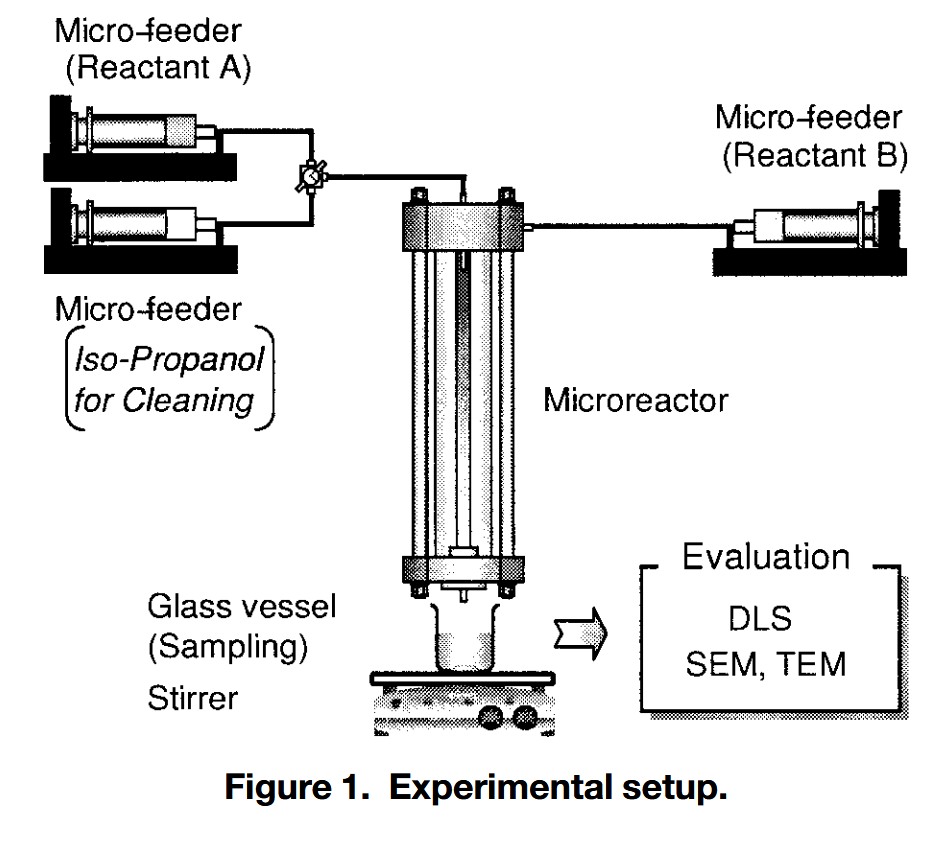 Micro-feeder
(Reactant A)
Micro-feeder
(Reactant B)
Micro-feeder
(Iso-Propanol
for Cleaning)
Microreactor
Glass vessel
(Sampling)
Stirrer
Evaluation
DLS
SEM, TEM
Figure 1. Experimental setup.